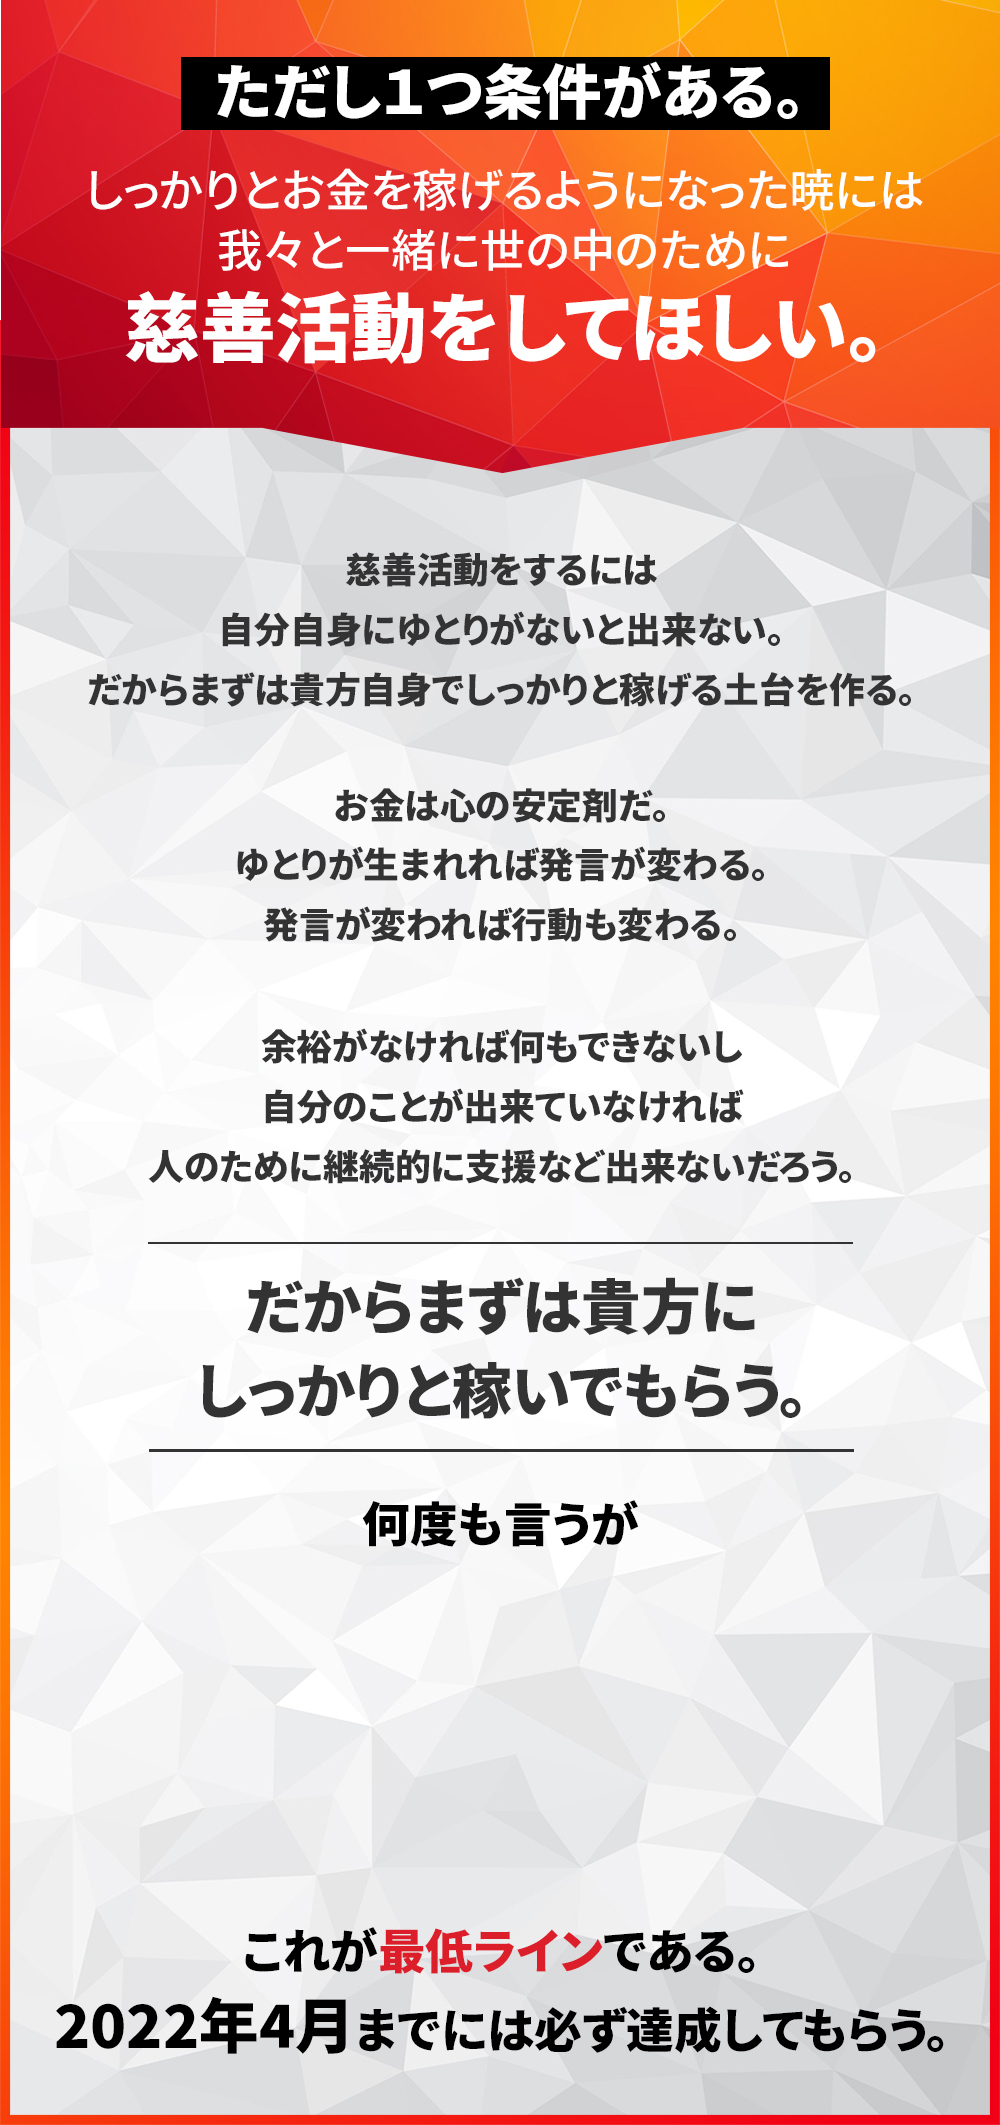 ただし1つ条件がある。
しっかりとお金を稼げるようになった暁には
我々と一緒に世の中のために
慈善活動をしてほしい。
慈善活動をするには
自分自身にゆとりがないと出来ない。
だからまずは貴方自身でしっかりと稼げる土台を作る。
お金は心の安定剤だ。
ゆとりが生まれれば発言が変わる。
発言が変われば行動も変わる。
余裕がなければ何もできないし
自分のことが出来ていなければ
人のために継続的に支援など出来ないだろう。
だからまずは貴方に
しっかりと稼いでもらう。
何度も言うが
これが最低ラインである。
2022年4月までには必ず達成してもらう。